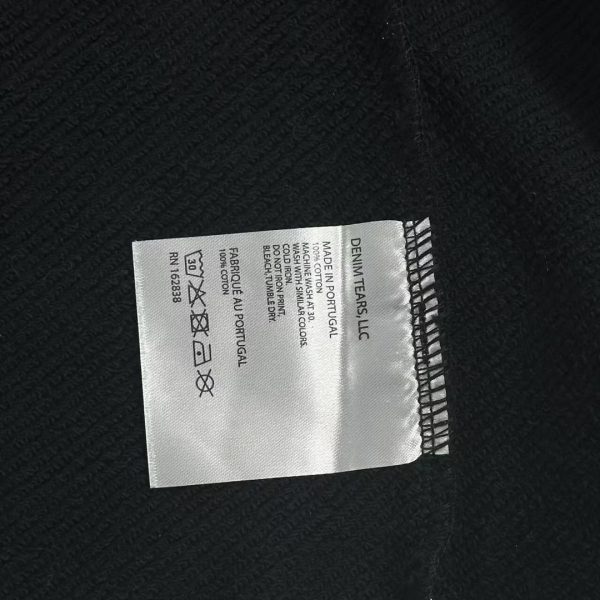 DENIM TEARS, LLC
MADE IN PORTUGAL
100% COTTON
MACHINE WASH AT 30.
WASH WITH SIMILAR COLORS.
COLD IRON.
DO NOT IRON PRINT.
BLEACH,TUMBLE DRY.
FABRIQUÉ AU PORTUGAL
100% COTTON
30
RN 162838